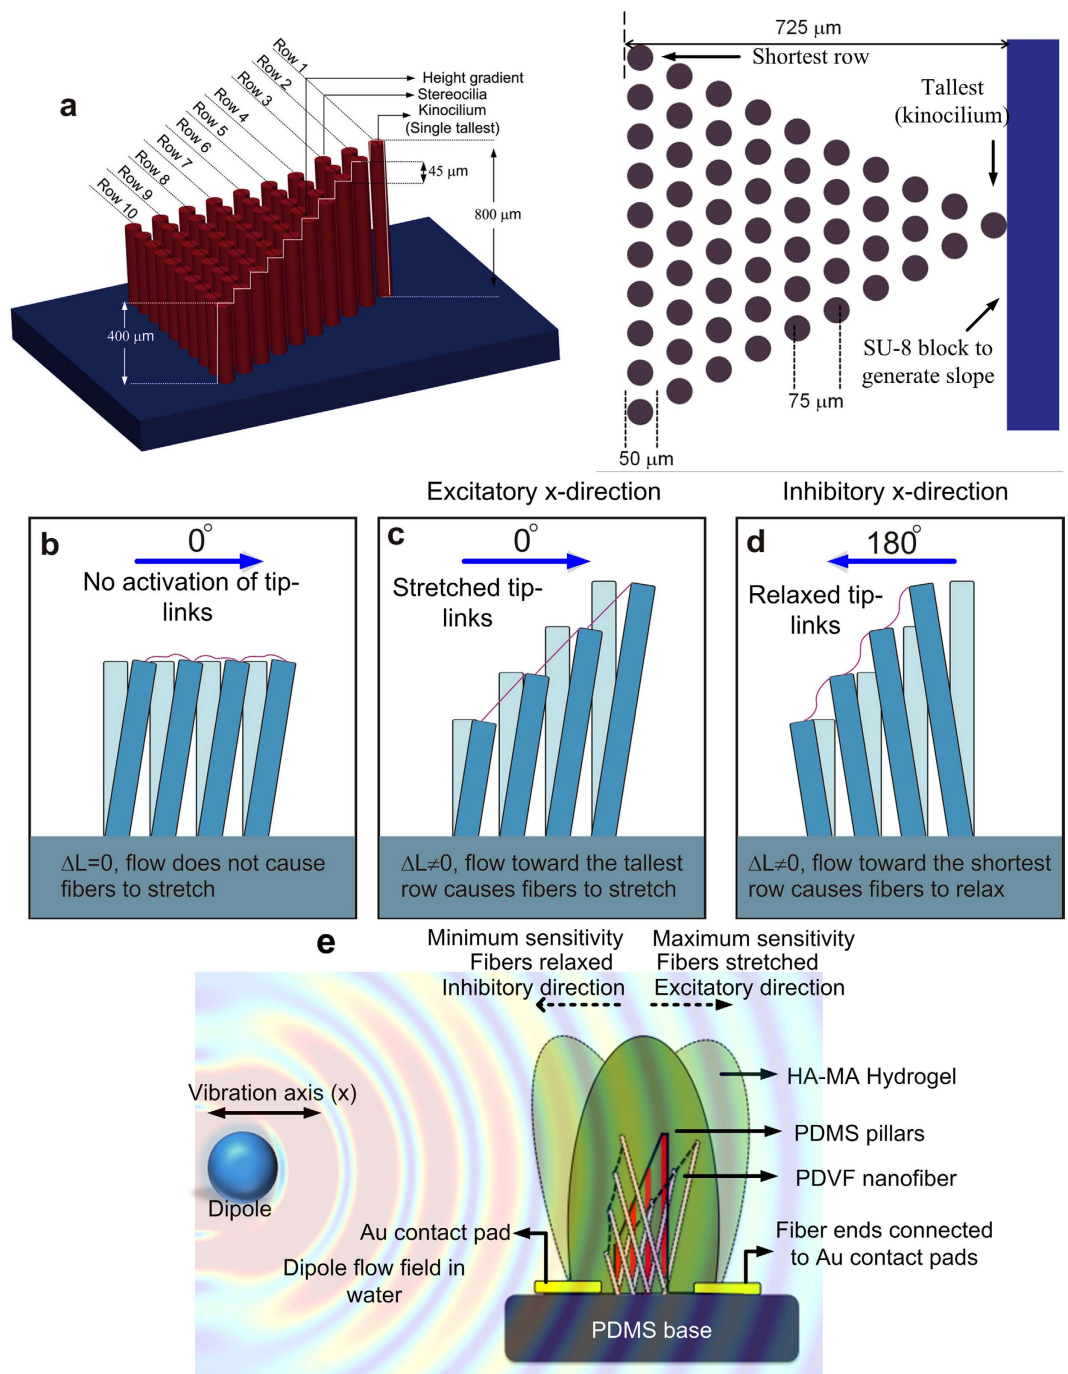 a
Row 1
Row 2
Row 3
Row 4
Row 5
Row 6
Row 7
Row 8
Row 9
Row 10
Height gradient
Stereocilia
Kinocilium
(Single tallest)
45 μm
800 μm
400 μm
725 μm
Shortest row
Tallest
(kinocilium)
SU-8 block to
generate slope
75 μm
50 μm
b
0°
No activation of tip-
links
ΔL=0, flow does not cause
fibers to stretch
Excitatory x-direction
c
0°
Stretched tip-
links
ΔL≠0, flow toward the tallest
row causes fibers to stretch
Inhibitory x-direction
d
180°
Relaxed tip-
links
ΔL≠0, flow toward the shortest
row causes fibers to relax
e
Minimum sensitivity
Fibers relaxed
Inhibitory direction
Maximum sensitivity
Fibers stretched
Excitatory direction
Vibration axis (x)
Dipole
HA-MA Hydrogel
PDMS pillars
PDVF nanofiber
Au contact pad
Fiber ends connected
to Au contact pads
Dipole flow field in
water
PDMS base